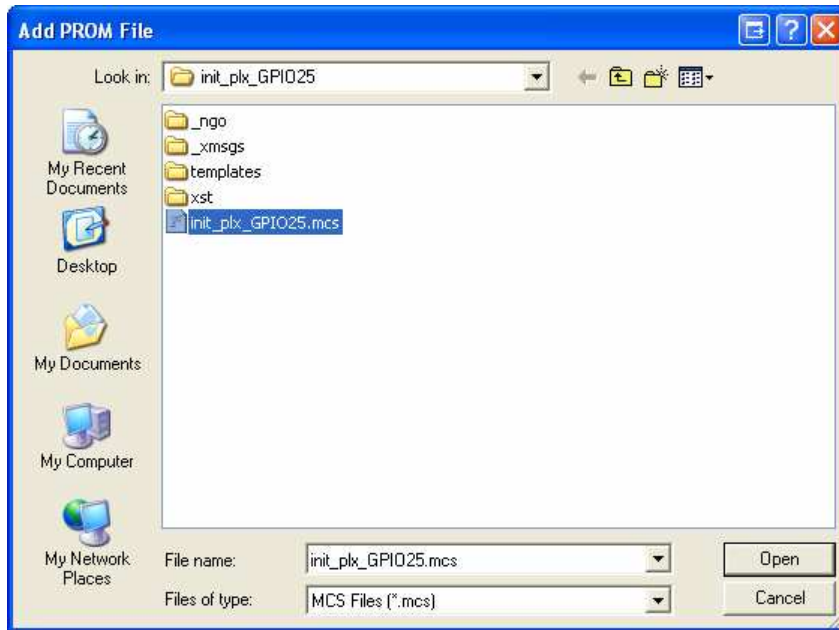 Add PROM File
?
Look in:
init_plx_GPIO25
My Recent
Documents
Desktop
My Documents
My Computer
My Network
Places
_ngo
_xmsgs
templates
xst
init_plx_GPIO25.mcs
File name:
init_plx_GPIO25.mcs
Open
Files of type:
MCS Files (*.mcs)
Cancel